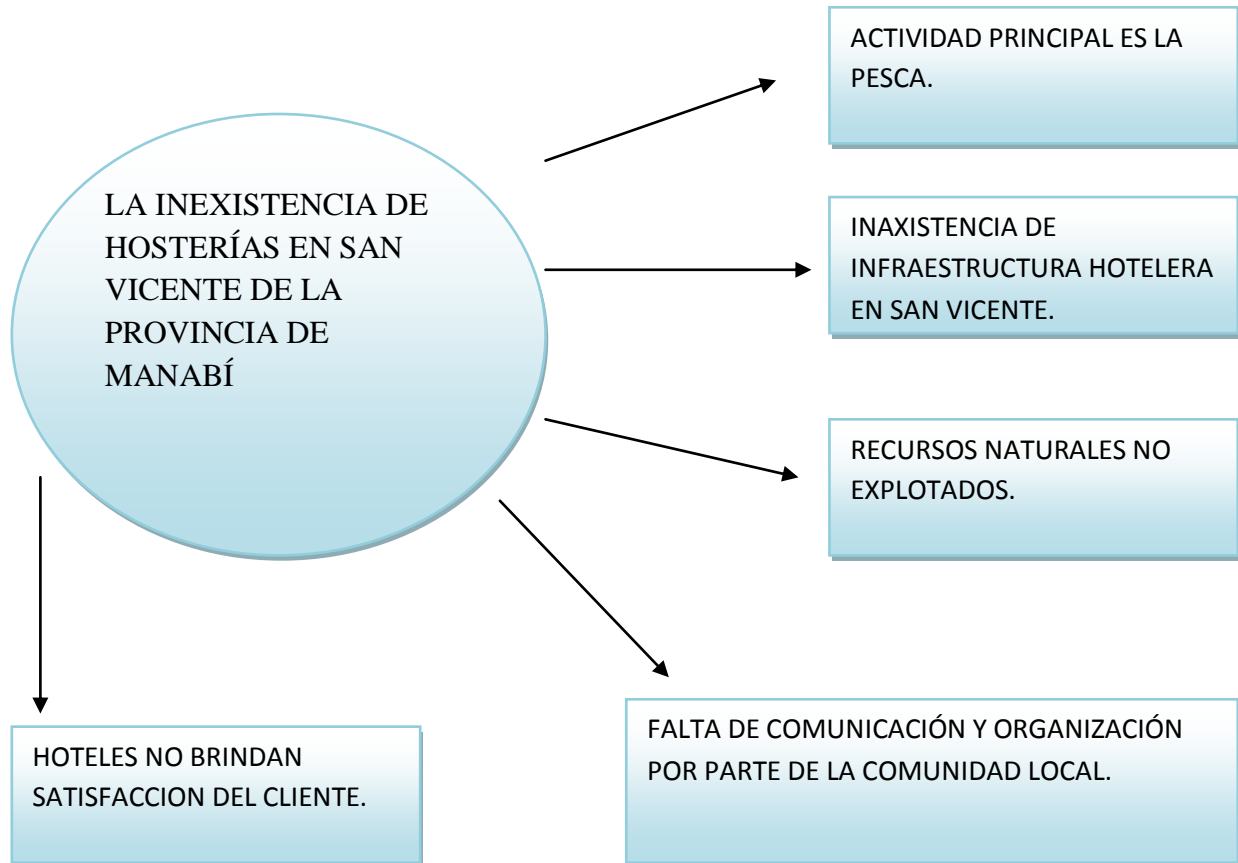 LA INEXISTENCIA DE
HOSTERÍAS EN SAN
VICENTE DE LA
PROVINCIA DE
MANABÍ
ACTIVIDAD PRINCIPAL ES LA
PESCA.
INAXISTENCIA DE
INFRAESTRUCTURA HOTELERA
EN SAN VICENTE.
RECURSOS NATURALES NO
EXPLOTADOS.
FALTA DE COMUNICACIÓN Y ORGANIZACIÓN
POR PARTE DE LA COMUNIDAD LOCAL.
HOTELES NO BRINDAN
SATISFACCION DEL CLIENTE.